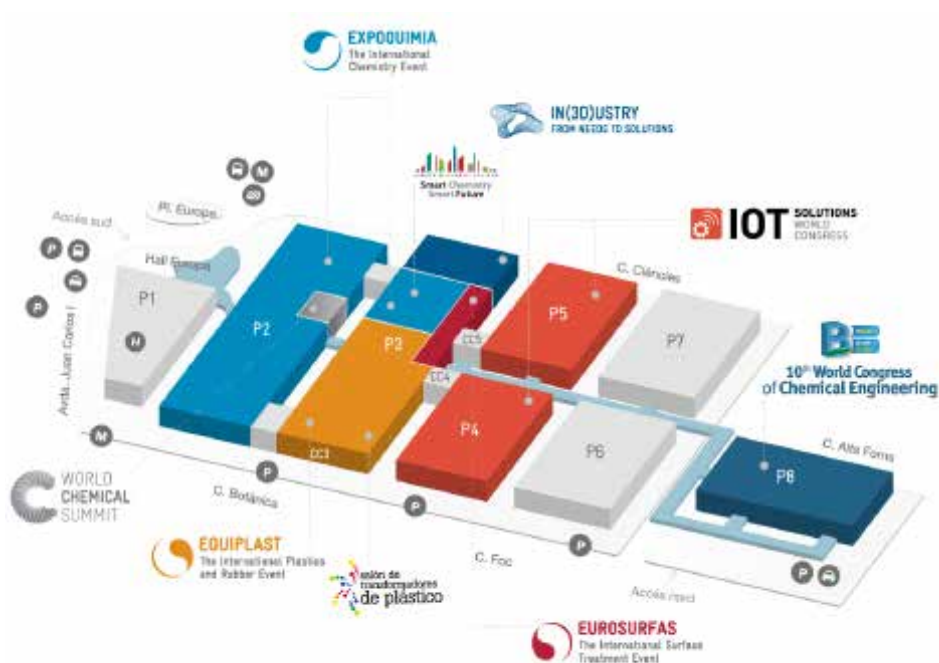 EXPOQUIMIA
The International
Chemistry Event
IN(3D)USTRY
FROM NEEDS TO SOLUTIONS
Smart Chemistry
Smart Future
M
IOT SOLUTIONS
WORLD
CONGRESS
Pl. Europa
Accés sud
P
Hall Europa
P
P1
H
Avda. Joan Carles I
P2
P3
P5
C. Ciències
P7
CC5
CC4
10th World Congress
of Chemical Engineering
P4
P6
C. Alta Foma
P8
CC3
M
P
P
P
P
WORLD
CHEMICAL
SUMMIT
C. Botànica
C. Foc
Accés nord
EQUIPLAST
The International Plastics
and Rubber Event
unión de
transformadores
de plástico
EUROSURFAS
The International Surface
Treatment Event